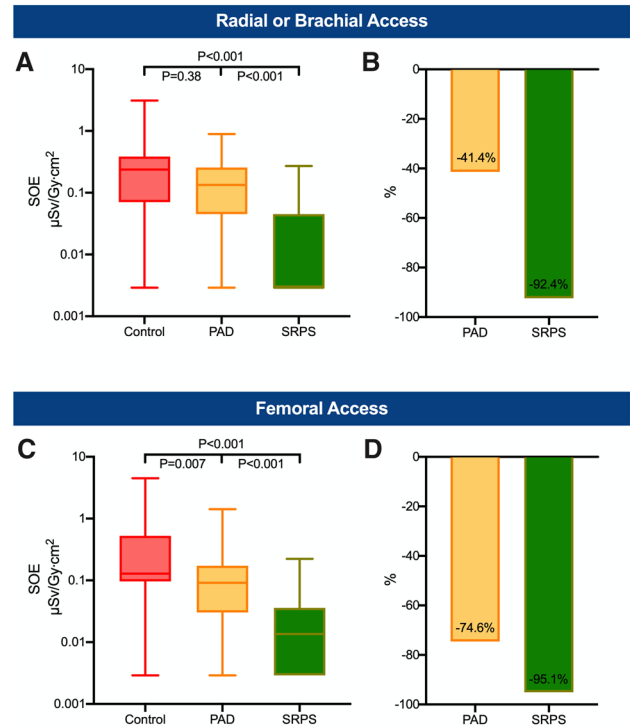 Radial or Brachial Access
A
P<0.001
P=0.38
P<0.001
10
1
0.1
0.01
0.001
SOE
µSv/Gy·cm²
Control
PAD
SRPS
B
0
-20
-40
-60
-80
-100
%
-41.4%
-92.4%
PAD
SRPS
Femoral Access
C
P<0.001
P=0.007
P<0.001
10
1
0.1
0.01
0.001
SOE
µSv/Gy·cm²
Control
PAD
SRPS
D
0
-20
-40
-60
-80
-100
%
-74.6%
-95.1%
PAD
SRPS